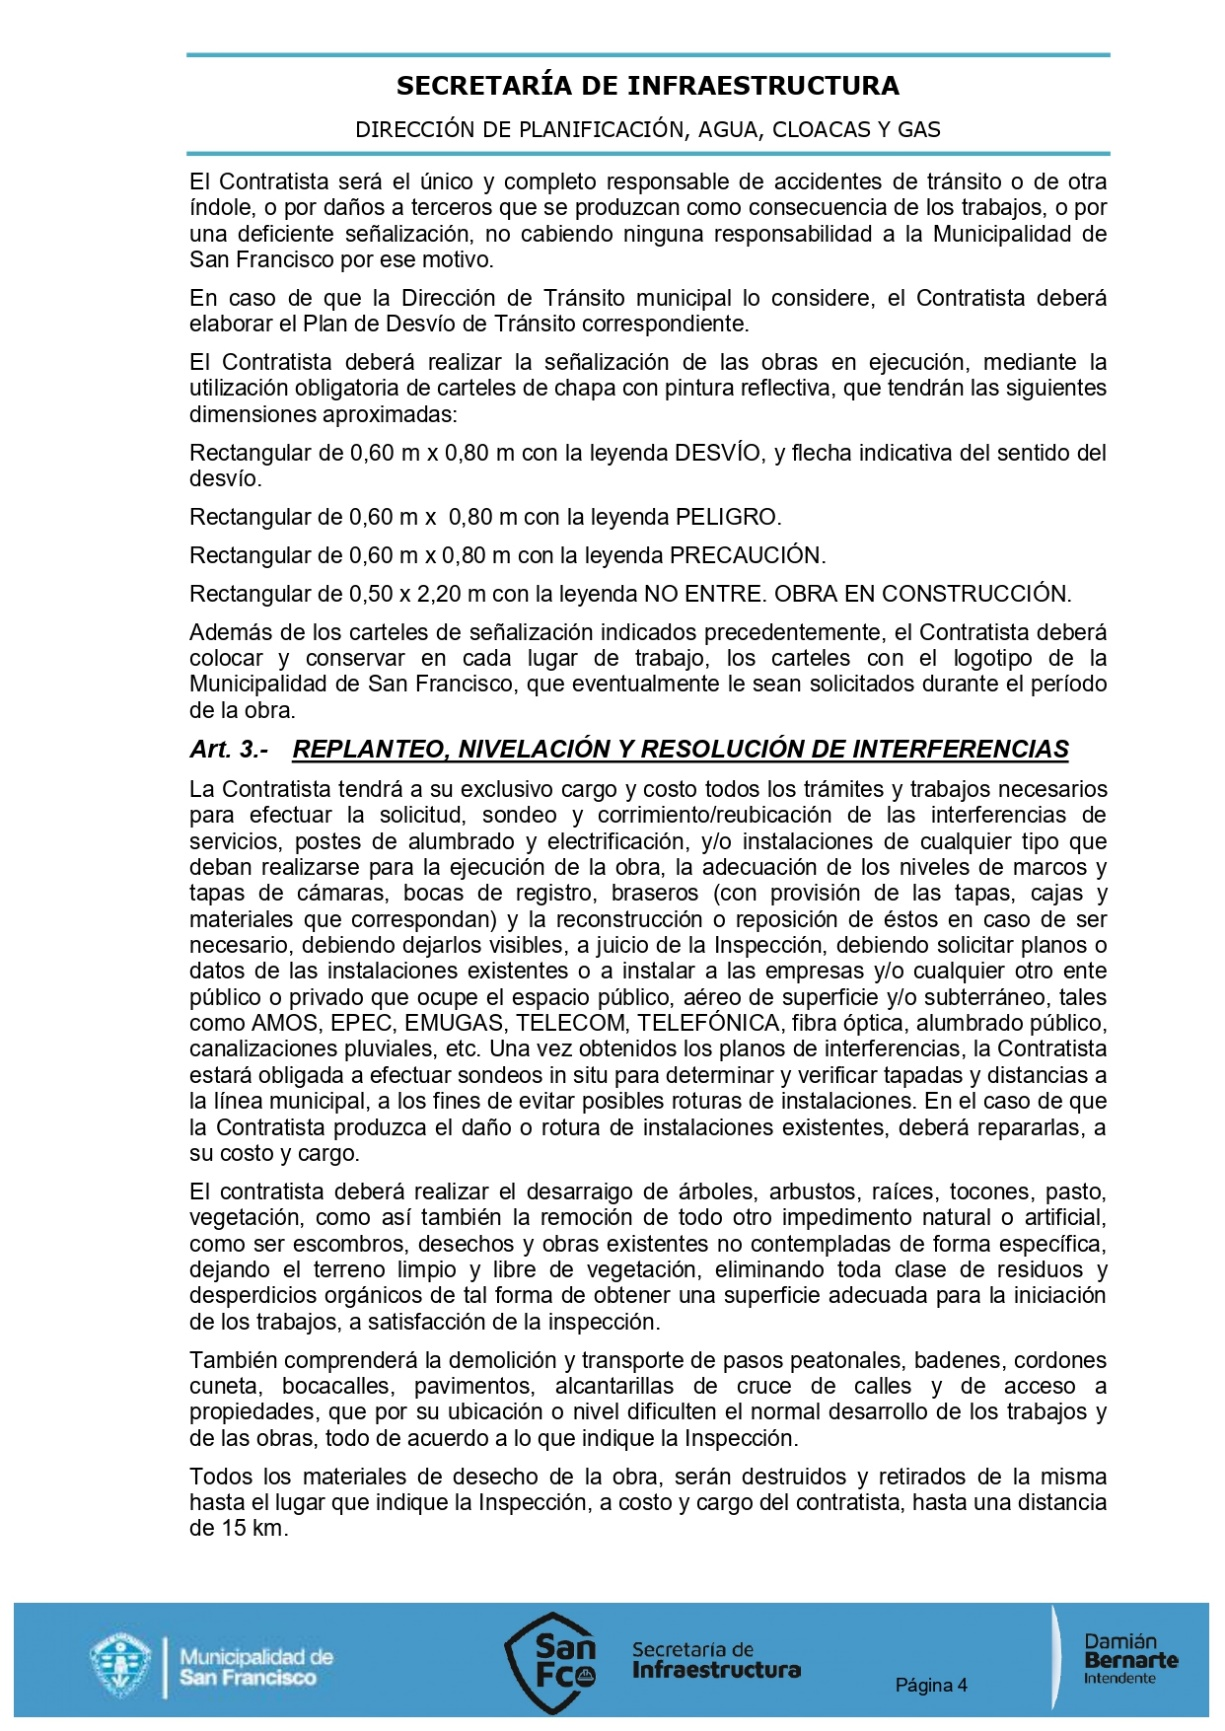 SECRETARÍA DE INFRAESTRUCTURA
DIRECCIÓN DE PLANIFICACIÓN, AGUA, CLOACAS Y GAS
El Contratista será el único y completo responsable de accidentes de tránsito o de otra
índole, o por daños a terceros que se produzcan como consecuencia de los trabajos, o por
una deficiente señalización, no cabiendo ninguna responsabilidad a la Municipalidad de
San Francisco por ese motivo.
En caso de que la Dirección de Tránsito municipal lo considere, el Contratista deberá
elaborar el Plan de Desvío de Tránsito correspondiente.
El Contratista deberá realizar la señalización de las obras en ejecución, mediante la
utilización obligatoria de carteles de chapa con pintura reflectiva, que tendrán las siguientes
dimensiones aproximadas:
Rectangular de 0,60 m x 0,80 m con la leyenda DESVÍO, y flecha indicativa del sentido del
desvío.
Rectangular de 0,60 m x  0,80 m con la leyenda PELIGRO.
Rectangular de 0,60 m x 0,80 m con la leyenda PRECAUCIÓN.
Rectangular de 0,50 x 2,20 m con la leyenda NO ENTRE. OBRA EN CONSTRUCCIÓN.
Además de los carteles de señalización indicados precedentemente, el Contratista deberá
colocar y conservar en cada lugar de trabajo, los carteles con el logotipo de la
Municipalidad de San Francisco, que eventualmente le sean solicitados durante el período
de la obra.
Art. 3.- REPLANTEO, NIVELACIÓN Y RESOLUCIÓN DE INTERFERENCIAS
La Contratista tendrá a su exclusivo cargo y costo todos los trámites y trabajos necesarios
para efectuar la solicitud, sondeo y corrimiento/reubicación de las interferencias de
servicios, postes de alumbrado y electrificación, y/o instalaciones de cualquier tipo que
deban realizarse para la ejecución de la obra, la adecuación de los niveles de marcos y
tapas de cámaras, bocas de registro, braseros (con provisión de las tapas, cajas y
materiales que correspondan) y la reconstrucción o reposición de éstos en caso de ser
necesario, debiendo dejarlos visibles, a juicio de la Inspección, debiendo solicitar planos o
datos de las instalaciones existentes o a instalar a las empresas y/o cualquier otro ente
público o privado que ocupe el espacio público, aéreo de superficie y/o subterráneo, tales
como AMOS, EPEC, EMUGAS, TELECOM, TELEFÓNICA, fibra óptica, alumbrado público,
canalizaciones pluviales, etc. Una vez obtenidos los planos de interferencias, la Contratista
estará obligada a efectuar sondeos in situ para determinar y verificar tapadas y distancias a
la línea municipal, a los fines de evitar posibles roturas de instalaciones. En el caso de que
la Contratista produzca el daño o rotura de instalaciones existentes, deberá repararlas, a
su costo y cargo.
El contratista deberá realizar el desarraigo de árboles, arbustos, raíces, tocones, pasto,
vegetación, como así también la remoción de todo otro impedimento natural o artificial,
como ser escombros, desechos y obras existentes no contempladas de forma específica,
dejando el terreno limpio y libre de vegetación, eliminando toda clase de residuos y
desperdicios orgánicos de tal forma de obtener una superficie adecuada para la iniciación
de los trabajos, a satisfacción de la inspección.
También comprenderá la demolición y transporte de pasos peatonales, badenes, cordones
cuneta, bocacalles, pavimentos, alcantarillas de cruce de calles y de acceso a
propiedades, que por su ubicación o nivel dificulten el normal desarrollo de los trabajos y
de las obras, todo de acuerdo a lo que indique la Inspección.
Todos los materiales de desecho de la obra, serán destruidos y retirados de la misma
hasta el lugar que indique la Inspección, a costo y cargo del contratista, hasta una distancia
de 15 km.
Municipalidad de
San Francisco
San
Fco
Secretaría de
Infraestructura
Página 4
Damián
Bernarte
Intendente